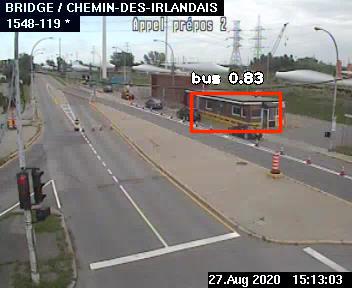 BRIDGE / CHEMIN-DES-IRLANDAIS
1548-119 *
Appel prépos 2
bus 0.83
27.Aug 2020 15:13:03